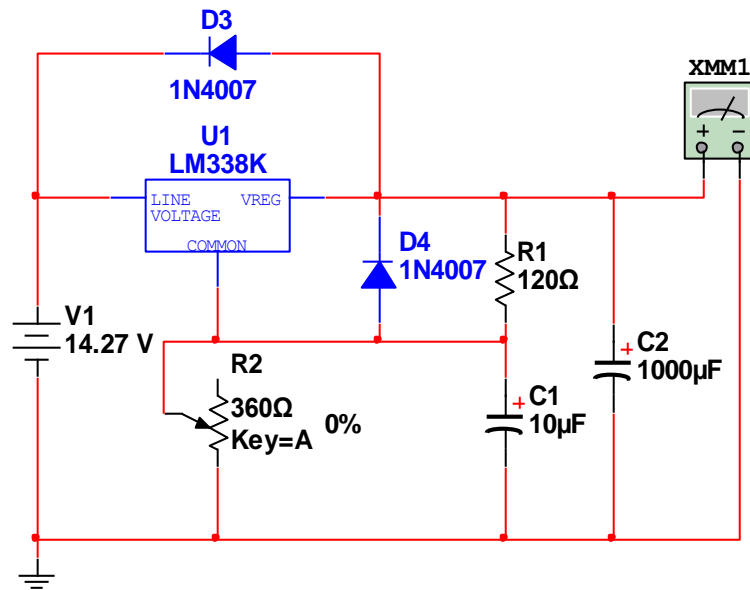 D3
1N4007
XMM1
U1
LM338K
LINE VREG
VOLTAGE
COMMON
D4
1N4007
R1
120Ω
V1
14.27 V
R2
360Ω
Key=A 0%
C1
10µF
C2
1000µF